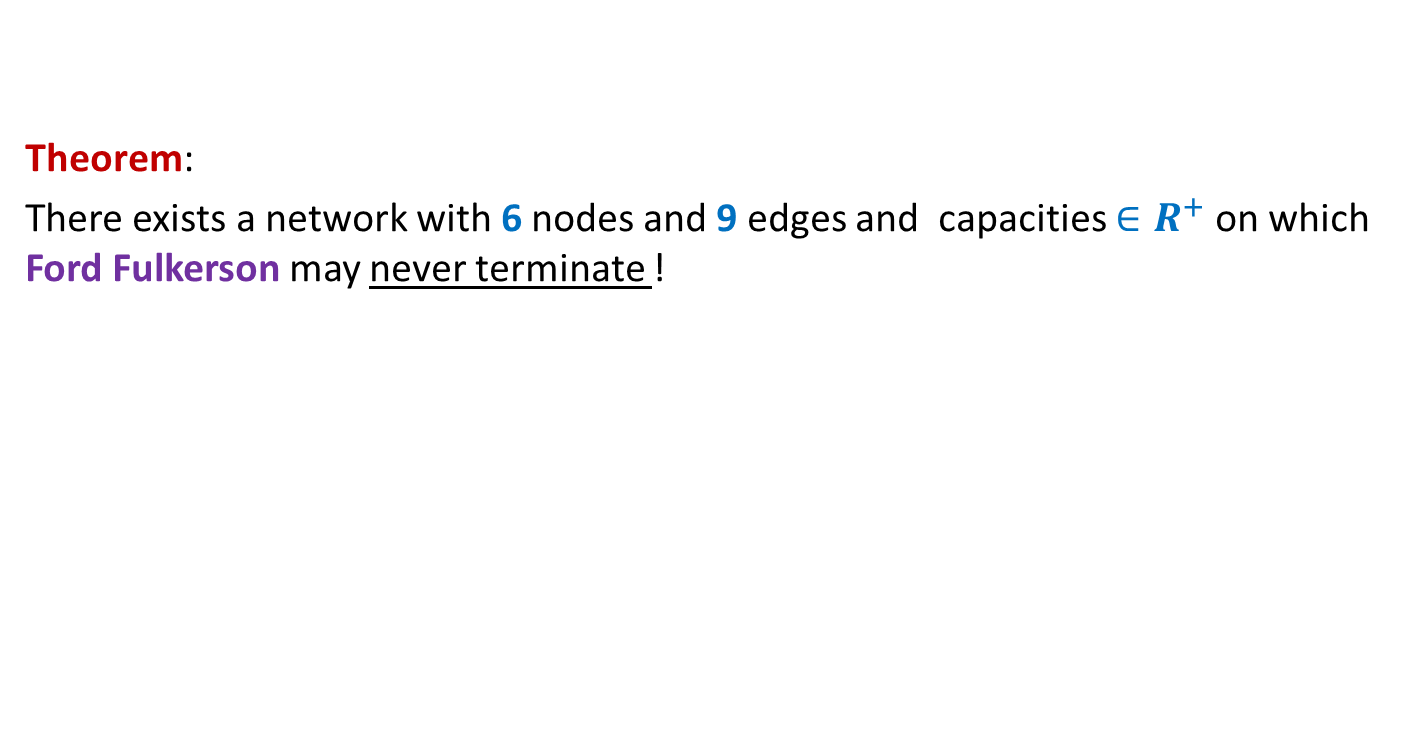 Theorem:
There exists a network with 6 nodes and 9 edges and capacities ∈ R⁺ on which
Ford Fulkerson may never terminate !